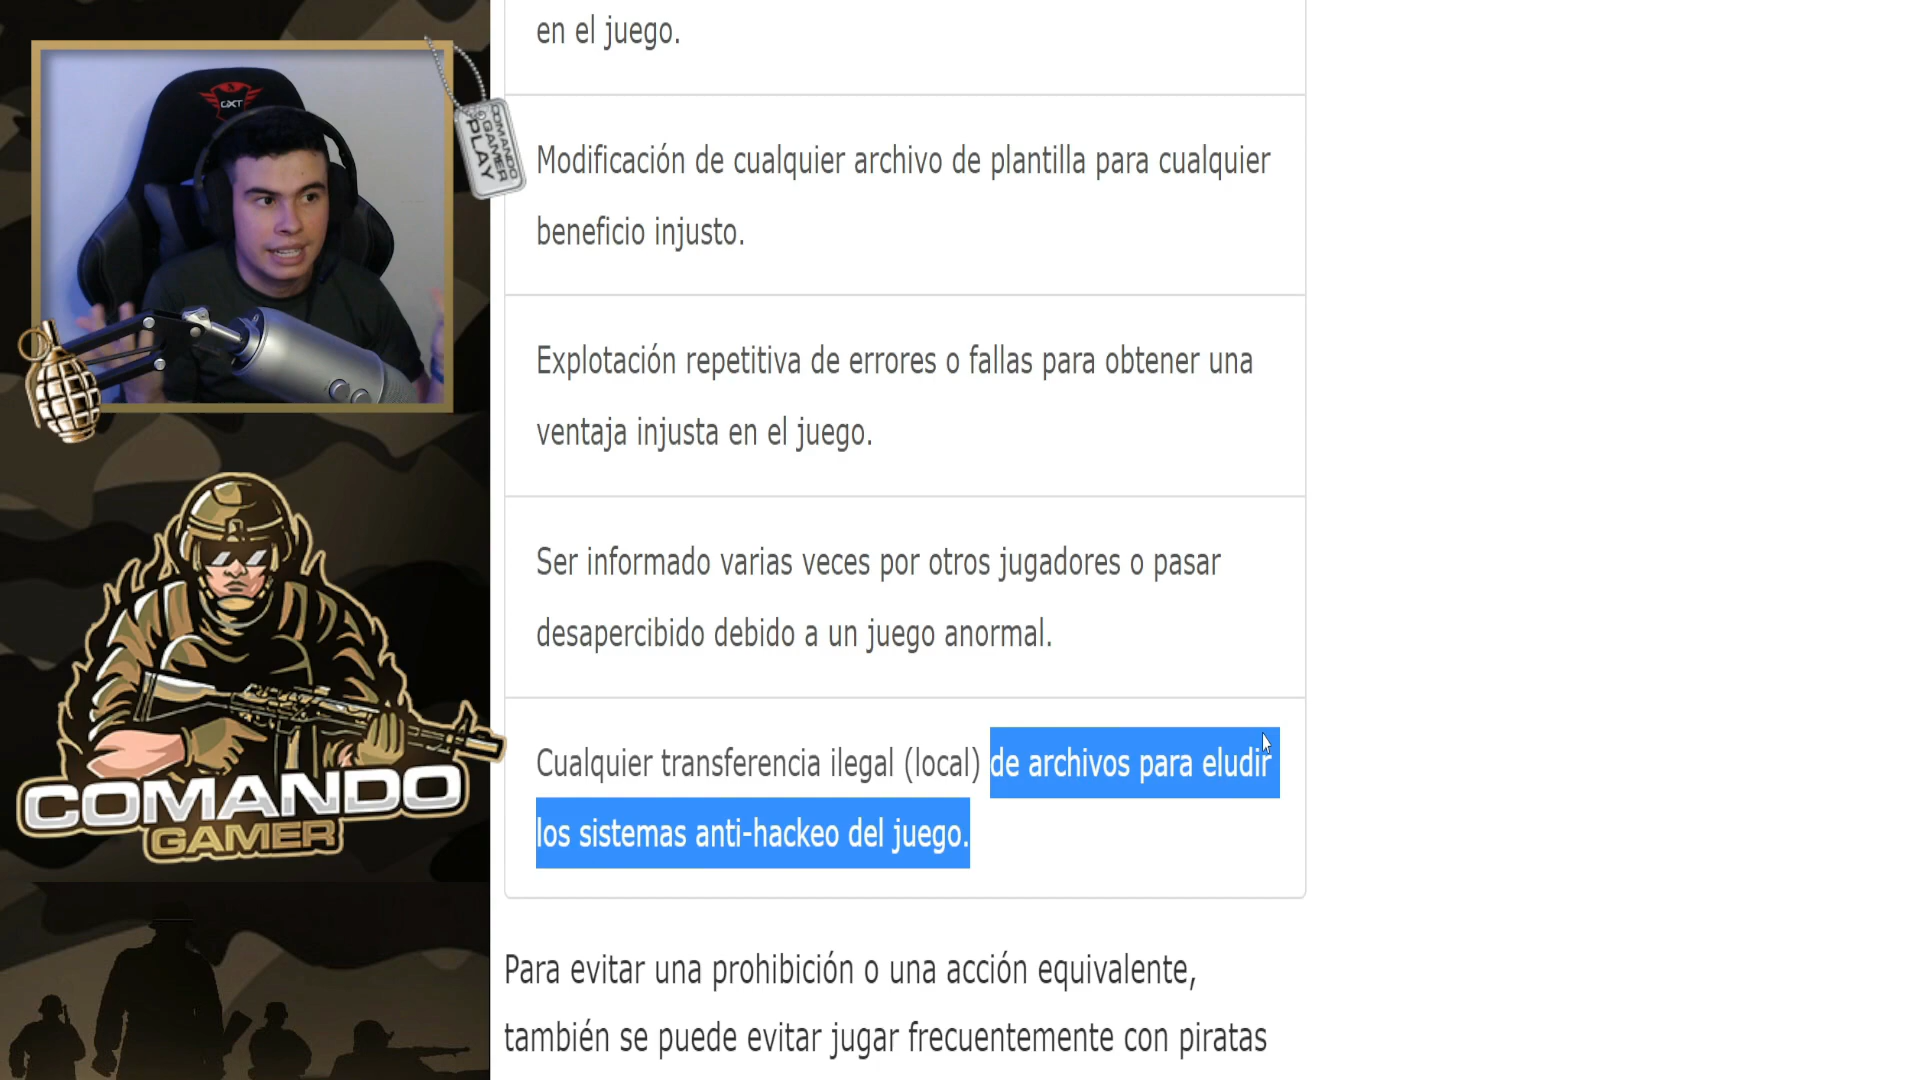 GXT
COMANDO
GAMER
PLAY
COMANDO
GAMER
en el juego.
Modificación de cualquier archivo de plantilla para cualquier
beneficio injusto.
Explotación repetitiva de errores o fallas para obtener una
ventaja injusta en el juego.
Ser informado varias veces por otros jugadores o pasar
desapercibido debido a un juego anormal.
Cualquier transferencia ilegal (local) de archivos para eludir
los sistemas anti-hackeo del juego.
Para evitar una prohibición o una acción equivalente,
también se puede evitar jugar frecuentemente con piratas